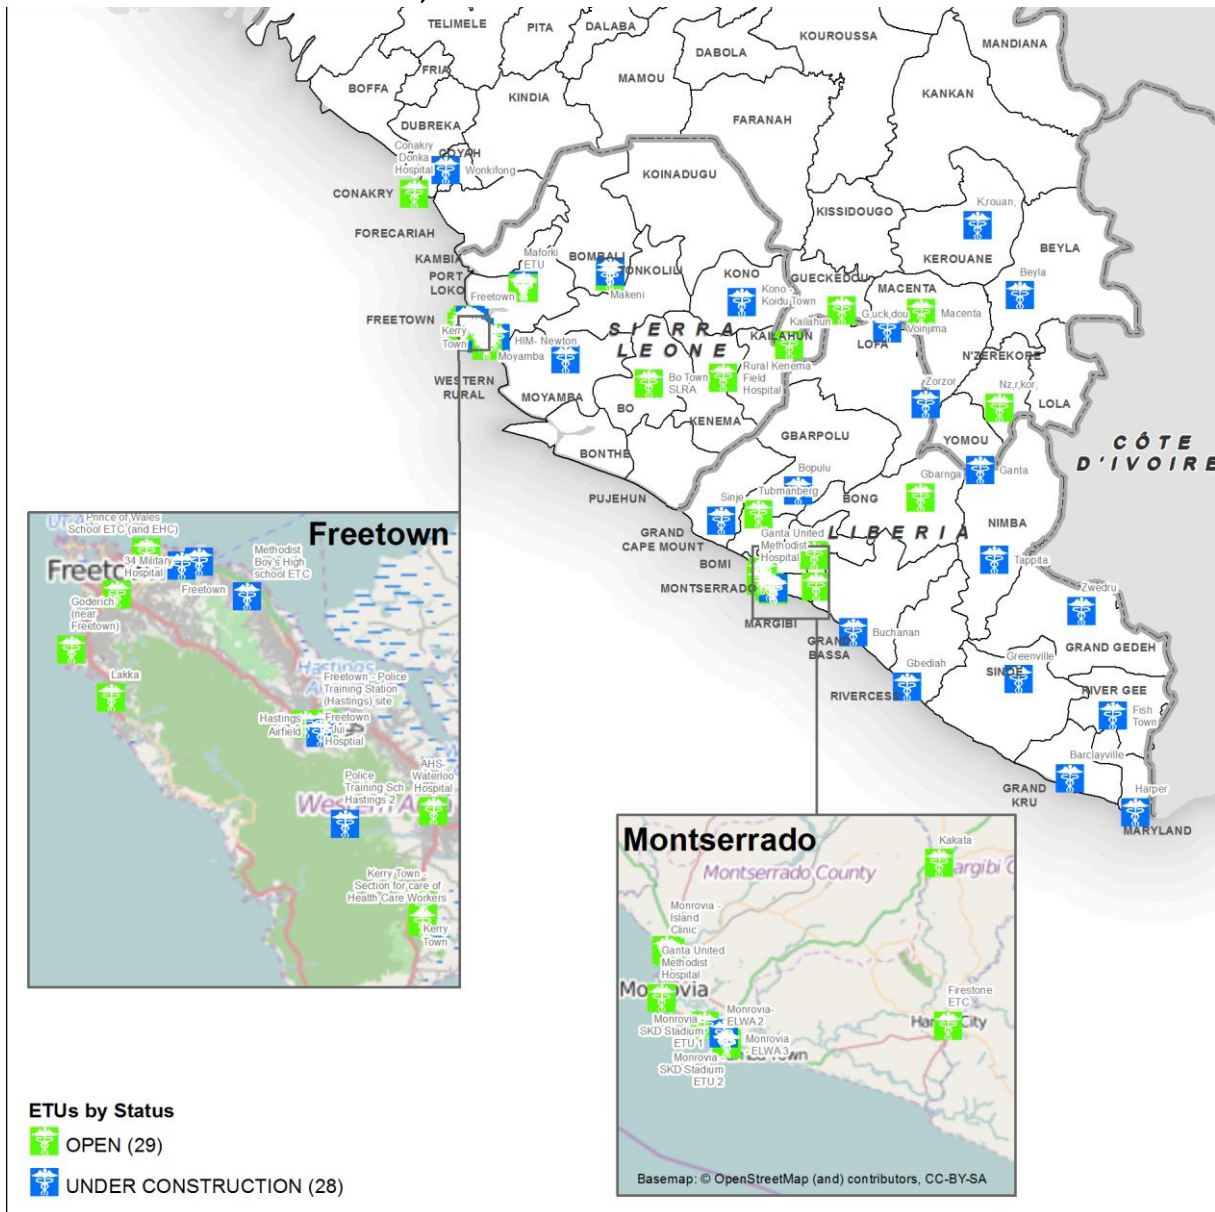 TELIMELE
PITA
DALABA
KOUROUSSA
MANDIANA
DABOLA
FRIA
MAMOU
BOFFA
KINDIA
KANKAN
DUBREKA
FARANAH
Conakry
Donka
Hospital
COYAH
Wonkifong
KOINADUGU
CONAKRY
KISSIDOUGO
K,rouan,
FORECARIAH
BEYLA
KAMBIA
Maforki
ETU
BOMBALI
TONKOLILI
KONO
GUECKEDOU
KEROUANE
PORT
LOKO
Beyla
MACENTA
Freetown
Makeni
Kono -
Koidu Town
G,uck,dou
Macenta
FREETOWN
Kerry
Town
HIM- Newton
Moyamba
SIERRA
LEONE
Kailahun
KAILAHUN
Voinjima
LOFA
N'ZEREKORE
WESTERN
RURAL
MOYAMBA
Bo Town
SLRA
BO
Rural Kenema
Field
Hospital
Zorzor
Nz,r,kor,
LOLA
KENEMA
GBARPOLU
YOMOU
CÔTE
D'IVOIRE
BONTHE
Bopulu
Gbarnga
Ganta
PUJEHUN
Sinje
Tubmanberg
BONG
NIMBA
GRAND
CAPE MOUNT
Ganta United
Methodist
Hospital
LIBERIA
BOMI
Tappita
MONTSERRADO
Zwedru
MARGIBI
GRAND
BASSA
Buchanan
GRAND GEDEH
Gbediah
Greenville
SINOE
RIVERCESS
RIVER GEE
Fish
Town
Barclayville
GRAND
KRU
Harper
MARYLAND
Freetown
Prince of Wales
School ETC (and EHC)
34 Military
Hospital
Methodist
Boy's High
school ETC
Freetown
Goderich
(near
Freetown)
Lakka
Hastings
Freetown - Police
Training Station
(Hastings) site
Hastings
Airfield
Freetown
Jui
Hosptial
Police
Training Sch
Hastings 2
AHS-
Waterloo
Hospital
Kerry Town -
Section for care of
Health Care Workers
Kerry
Town
Montserrado
Kakata
Montserrado County
Monrovia -
Island
Clinic
Ganta United
Methodist
Hospital
Firestone
ETC
Monrovia
SKD Stadium
ETU 1
Monrovia-
ELWA 2
Monrovia
- ELWA 3
Monrovia -
SKD Stadium
ETU 2
Basemap: © OpenStreetMap (and) contributors, CC-BY-SA
ETUs by Status
OPEN (29)
UNDER CONSTRUCTION (28)